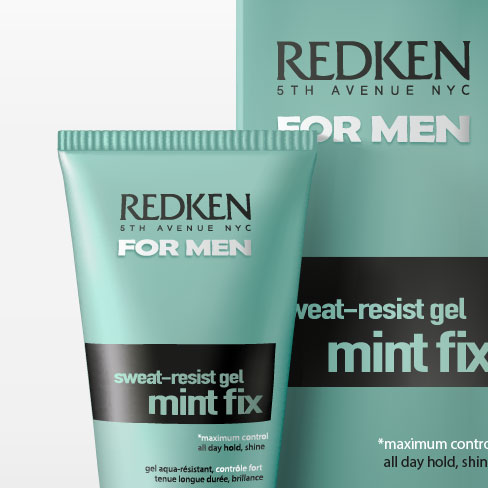 REDKEN
5TH AVENUE NYC
FOR MEN
sweat-resist gel
mint fix
*maximum control
all day hold, shine
gel aqua-résistant, contrôle fort
tenue longue durée, brillance
REDKEN
5TH AVENUE NYC
FOR MEN
weat-resist gel
mint fix
*maximum contro
all day hold, shin